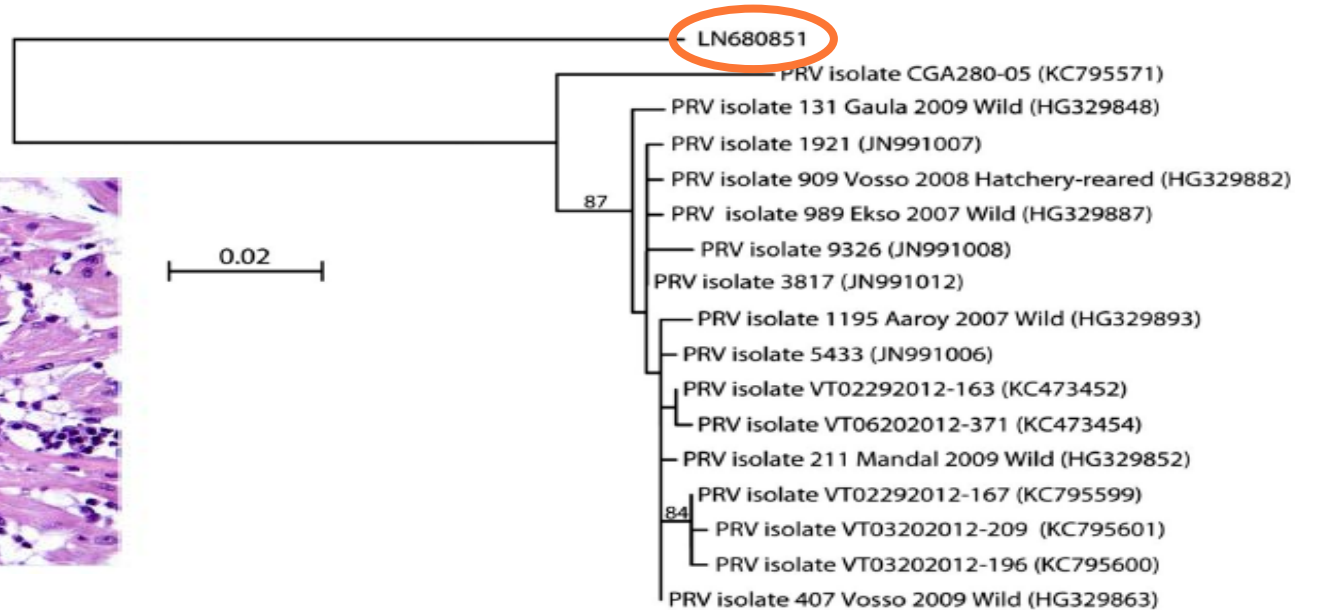 LN680851
PRV isolate CGA280-05 (KC795571)
PRV isolate 131 Gaula 2009 Wild (HG329848)
PRV isolate 1921 (JN991007)
PRV isolate 909 Vosso 2008 Hatchery-reared (HG329882)
87
PRV isolate 989 Ekso 2007 Wild (HG329887)
PRV isolate 9326 (JN991008)
0.02
PRV isolate 3817 (JN991012)
PRV isolate 1195 Aaroy 2007 Wild (HG329893)
PRV isolate 5433 (JN991006)
PRV isolate VT02292012-163 (KC473452)
PRV isolate VT06202012-371 (KC473454)
PRV isolate 211 Mandal 2009 Wild (HG329852)
PRV isolate VT02292012-167 (KC795599)
84
PRV isolate VT03202012-209 (KC795601)
PRV isolate VT03202012-196 (KC795600)
PRV isolate 407 Vosso 2009 Wild (HG329863)